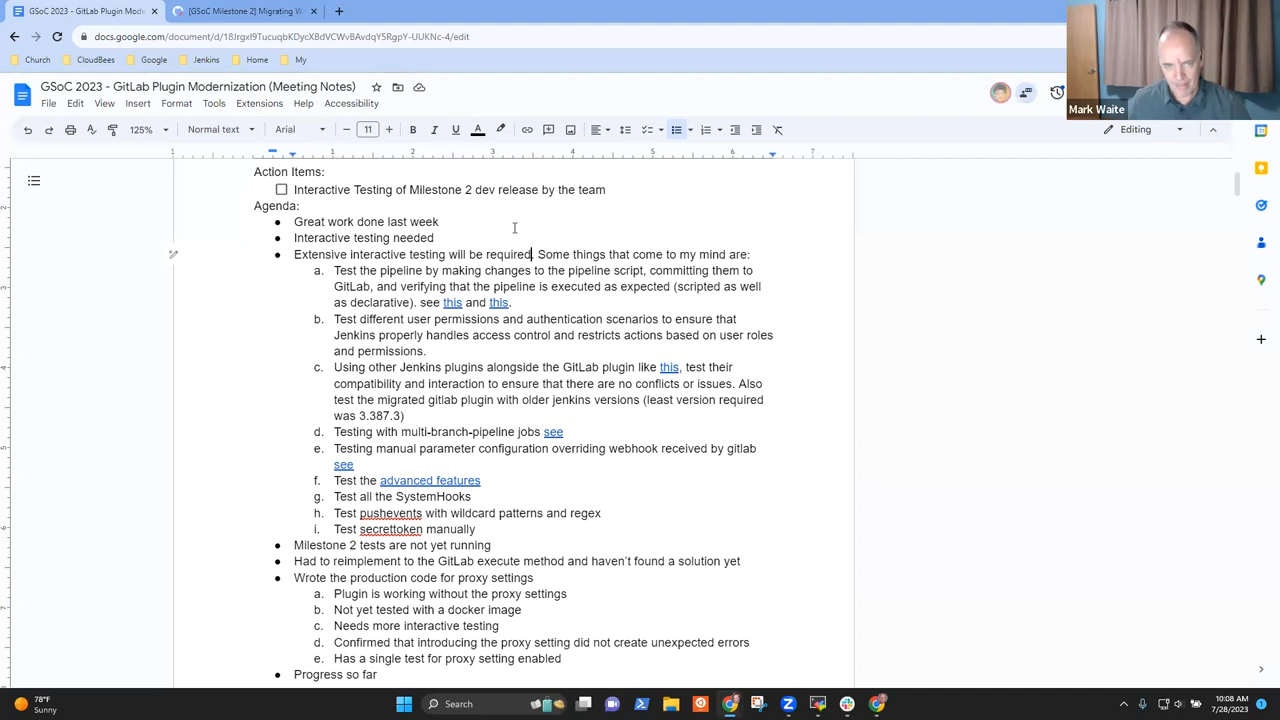 GSoC 2023 - GitLab Plugin Mode
[GSoC Milestone 2] Migrating W
docs.google.com/document/d/18JrgxI9TucuqbKDycXBdVCWvBAvdqY5RgpY-UUKNc-4/edit
Church CloudBees Google Jenkins Home My
GSoC 2023 - GitLab Plugin Modernization (Meeting Notes)
File Edit View Insert Format Tools Extensions Help Accessibility
Mark Waite
125% Normal text Arial 11 Editing
1 1 2 3 4 5 6 7
Action Items:
Interactive Testing of Milestone 2 dev release by the team
Agenda:
● Great work done last week
● Interactive testing needed
● Extensive interactive testing will be required. Some things that come to my mind are:
a. Test the pipeline by making changes to the pipeline script, committing them to
GitLab, and verifying that the pipeline is executed as expected (scripted as well
as declarative). see this and this.
b. Test different user permissions and authentication scenarios to ensure that
Jenkins properly handles access control and restricts actions based on user roles
and permissions.
c. Using other Jenkins plugins alongside the GitLab plugin like this, test their
compatibility and interaction to ensure that there are no conflicts or issues. Also
test the migrated gitlab plugin with older jenkins versions (least version required
was 3.387.3)
d. Testing with multi-branch-pipeline jobs see
e. Testing manual parameter configuration overriding webhook received by gitlab
see
f. Test the advanced features
g. Test all the SystemHooks
h. Test pushevents with wildcard patterns and regex
i. Test secrettoken manually
● Milestone 2 tests are not yet running
● Had to reimplement to the GitLab execute method and haven't found a solution yet
● Wrote the production code for proxy settings
a. Plugin is working without the proxy settings
b. Not yet tested with a docker image
c. Needs more interactive testing
d. Confirmed that introducing the proxy setting did not create unexpected errors
e. Has a single test for proxy setting enabled
● Progress so far
78°F
Sunny
Search
10:08 AM
7/28/2023